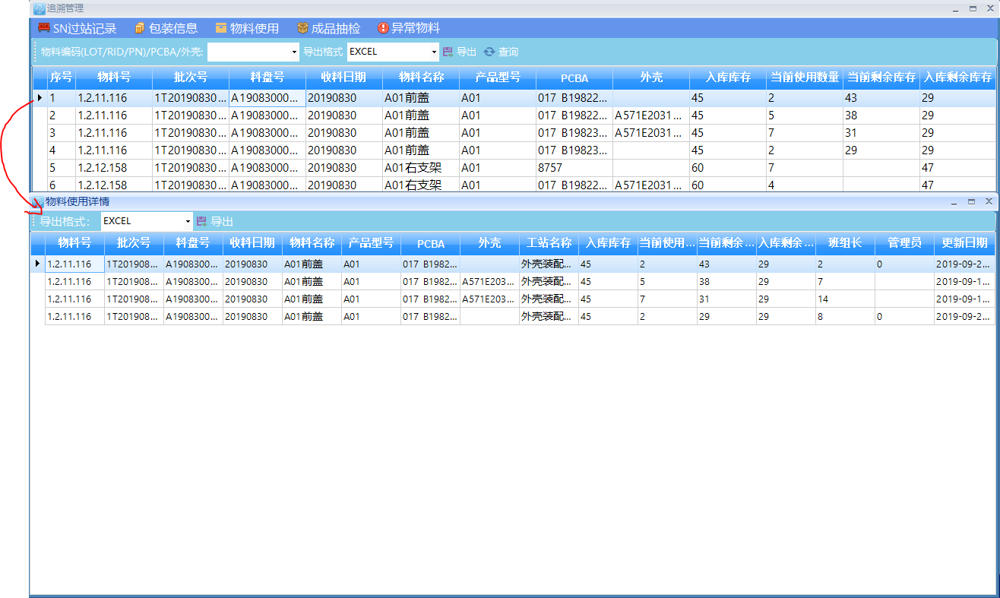 追溯管理
SN过站记录 包装信息 物料使用 成品抽检 异常物料
物料编码(LOT/RID/PN)/PCBA/外壳: 导出格式 EXCEL 导出 查询
序号 物料号 批次号 料盘号 收料日期 物料名称 产品型号 PCBA 外壳 入库库存 当前使用数量 当前剩余库存 入库剩余库存
1 1.2.11.116 1T20190830... A19083000... 20190830 A01前盖 A01 017 B19822... 45 2 43 29
2 1.2.11.116 1T20190830... A19083000... 20190830 A01前盖 A01 017 B19822... A571E2031... 45 5 38 29
3 1.2.11.116 1T20190830... A19083000... 20190830 A01前盖 A01 017 B19823... A571E2031... 45 7 31 29
4 1.2.11.116 1T20190830... A19083000... 20190830 A01前盖 A01 017 B19823... 45 2 29 29
5 1.2.12.158 1T20190830... A19083000... 20190830 A01右支架 A01 8757 60 7 47
6 1.2.12.158 1T20190830... A19083000... 20190830 A01右支架 A01 017 B19822... A571E2031... 60 4 47
物料使用详情
导出格式: EXCEL 导出
物料号 批次号 料盘号 收料日期 物料名称 产品型号 PCBA 外壳 工站名称 入库库存 当前使用... 当前剩余... 入库剩余... 班组长 管理员 更新日期
1.2.11.116 1T201908... A1908300... 20190830 A01前盖 A01 017 B1982... 外壳装配... 45 2 43 29 2 0 2019-09-2...
1.2.11.116 1T201908... A1908300... 20190830 A01前盖 A01 017 B1982... A571E203... 外壳装配... 45 5 38 29 7 2019-09-1...
1.2.11.116 1T201908... A1908300... 20190830 A01前盖 A01 017 B1982... A571E203... 外壳装配... 45 7 31 29 14 2019-09-1...
1.2.11.116 1T201908... A1908300... 20190830 A01前盖 A01 017 B1982... 外壳装配... 45 2 29 29 8 0 2019-09-2...